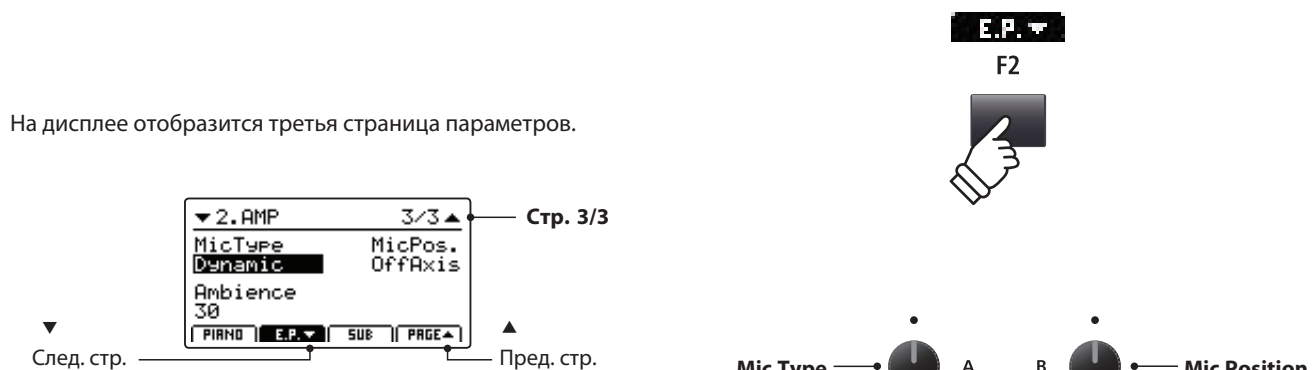 На дисплее отобразится третья страница параметров.
▼2.AMP 3/3▲
Стр. 3/3
MicType MicPos.
Dynamic OffAxis
Ambience
30
PIANO E.P.▼ SUB PAGE▲
▼
След. стр.
▲
Пред. стр.
E.P.▼
F2
Mic Type
A
B
Mic Position